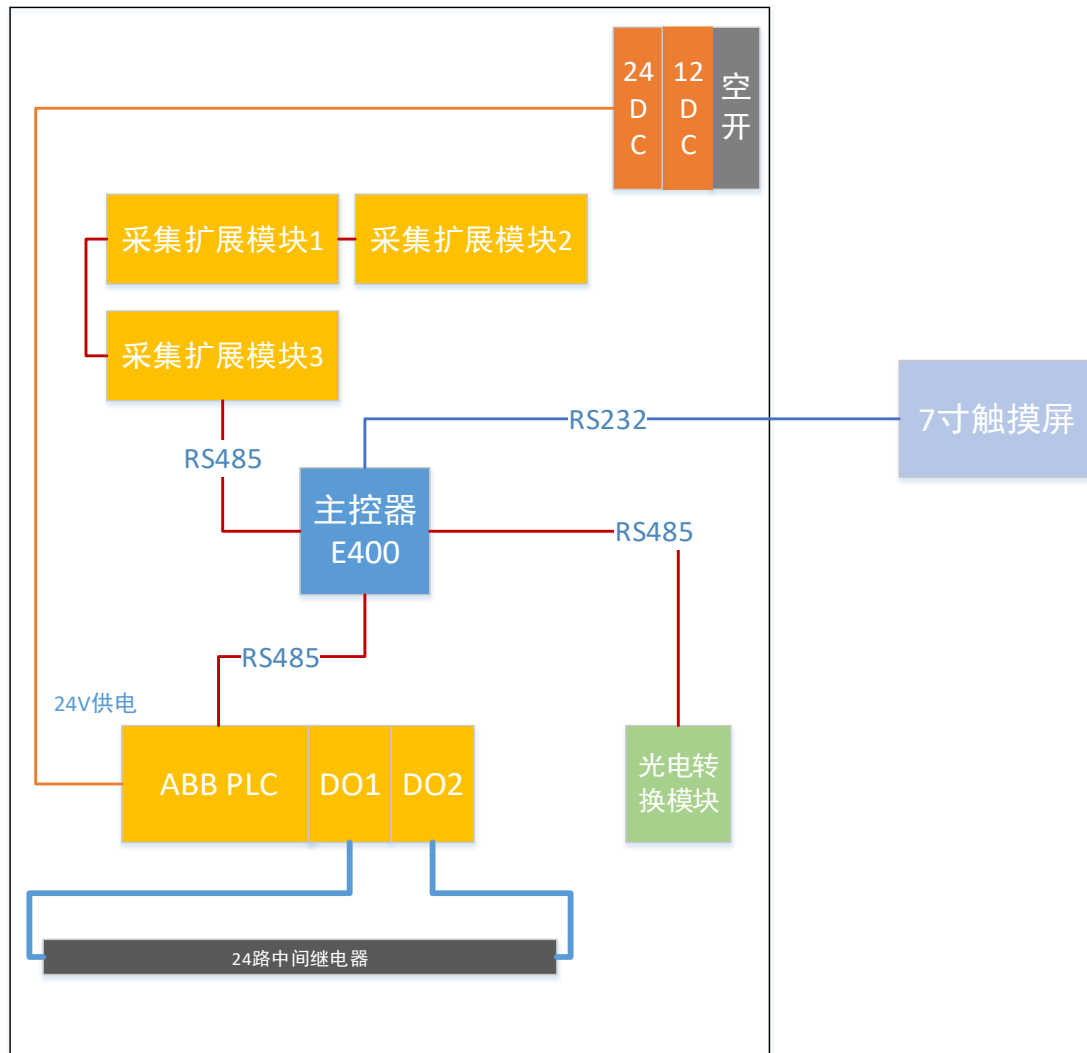 24
D
C
12
D
C
空
开
采集扩展模块1
采集扩展模块2
采集扩展模块3
RS232
7寸触摸屏
RS485
主控器
E400
RS485
RS485
24V供电
ABB PLC
DO1
DO2
光电转
换模块
24路中间继电器